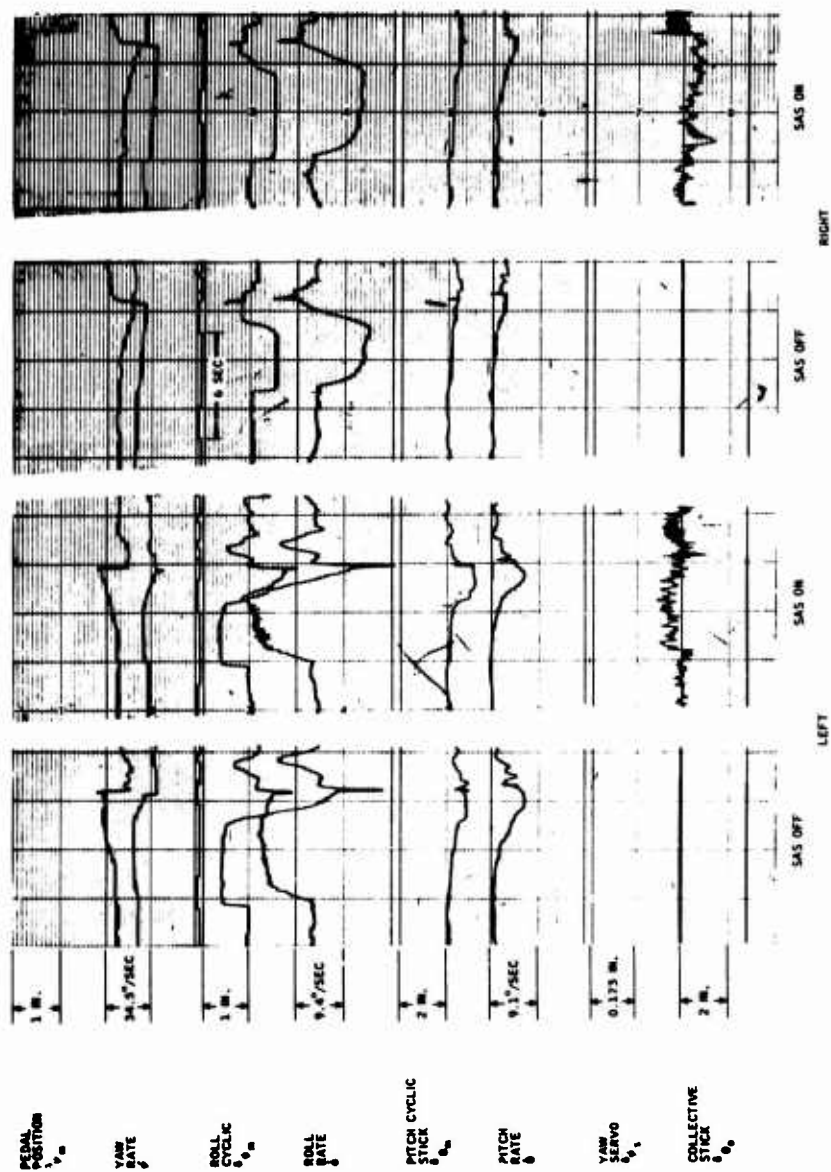 PEDAL
POSITION
YAW
RATE
ROLL
CYCLIC
ROLL
RATE
PITCH CYCLIC
STICK
PITCH
RATE
YAW
SERVO
COLLECTIVE
STICK
1 IN.
34.5°/SEC
1 IN.
9.4°/SEC
2 IN.
9.1°/SEC
0.173 IN.
2 IN.
6 SEC
SAS OFF
SAS ON
SAS OFF
SAS ON
LEFT
RIGHT